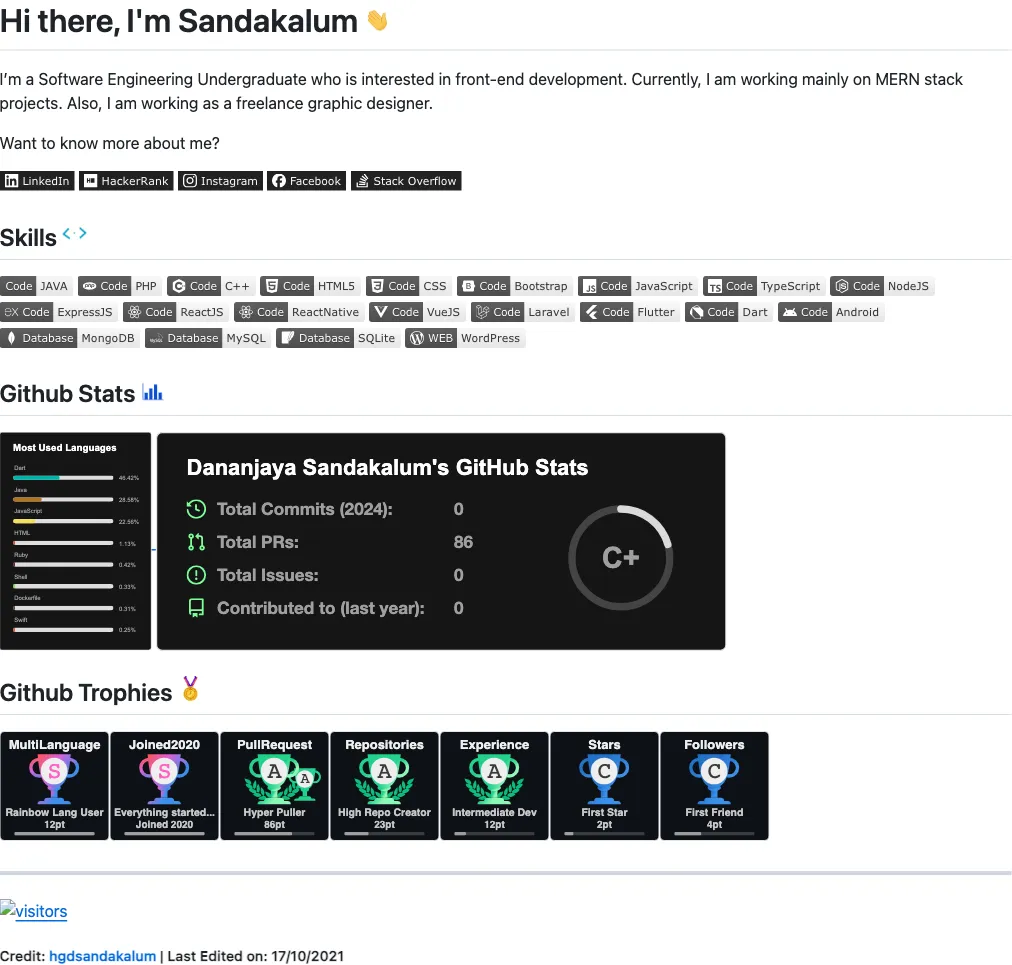 Hi there, I'm Sandakalum 👋
I'm a Software Engineering Undergraduate who is interested in front-end development. Currently, I am working mainly on MERN stack
projects. Also, I am working as a freelance graphic designer.
Want to know more about me?
LinkedIn HackerRank Instagram Facebook Stack Overflow
Skills
Code JAVA Code PHP Code C++ Code HTML5 Code CSS Code Bootstrap Code JavaScript Code TypeScript Code NodeJS
Code ExpressJS Code ReactJS Code ReactNative Code VueJS Code Laravel Code Flutter Code Dart Code Android
Database MongoDB Database MySQL Database SQLite WEB WordPress
Github Stats
Most Used Languages
Dart
46.42%
Java
28.58%
JavaScript
22.56%
HTML
1.13%
Ruby
0.42%
Shell
0.33%
Dockerfile
0.31%
Swift
0.25%
Dananjaya Sandakalum's GitHub Stats
Total Commits (2024): 0
Total PRs: 86
Total Issues: 0
Contributed to (last year): 0
C+
Github Trophies
MultiLanguage
S
Rainbow Lang User
12pt
Joined2020
S
Everything started...
Joined 2020
PullRequest
A A
Hyper Puller
86pt
Repositories
A
High Repo Creator
23pt
Experience
A
Intermediate Dev
12pt
Stars
C
First Star
2pt
Followers
C
First Friend
4pt
visitors
Credit: hgdsandakalum | Last Edited on: 17/10/2021